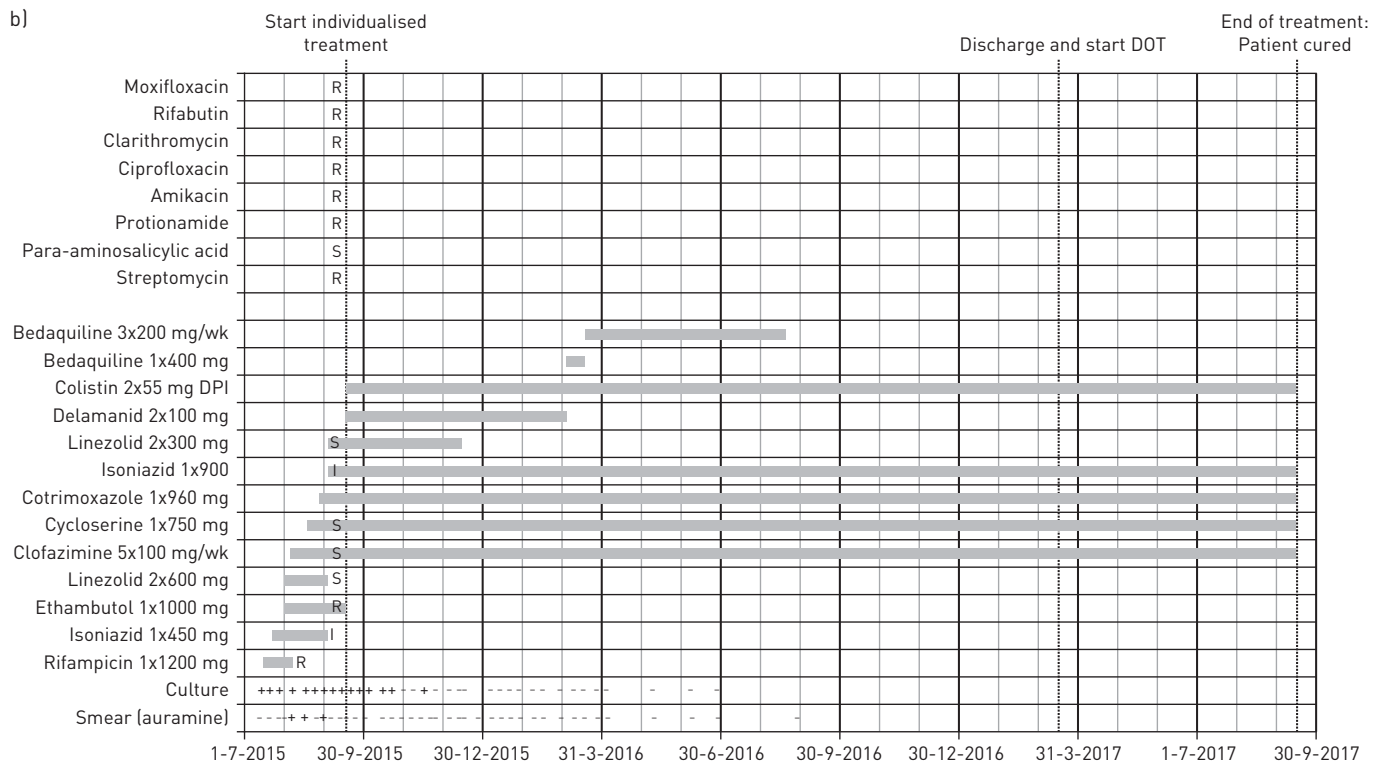 b)
Start individualised
treatment
Discharge and start DOT
End of treatment:
Patient cured
Moxifloxacin R
Rifabutin R
Clarithromycin R
Ciprofloxacin R
Amikacin R
Protionamide R
Para-aminosalicylic acid S
Streptomycin R
Bedaquiline 3x200 mg/wk
Bedaquiline 1x400 mg
Colistin 2x55 mg DPI
Delamanid 2x100 mg
Linezolid 2x300 mg S
Isoniazid 1x900 I
Cotrimoxazole 1x960 mg
Cycloserine 1x750 mg S
Clofazimine 5x100 mg/wk S
Linezolid 2x600 mg S
Ethambutol 1x1000 mg R
Isoniazid 1x450 mg I
Rifampicin 1x1200 mg R
Culture
Smear (auramine)
1-7-2015 30-9-2015 30-12-2015 31-3-2016 30-6-2016 30-9-2016 30-12-2016 31-3-2017 1-7-2017 30-9-2017